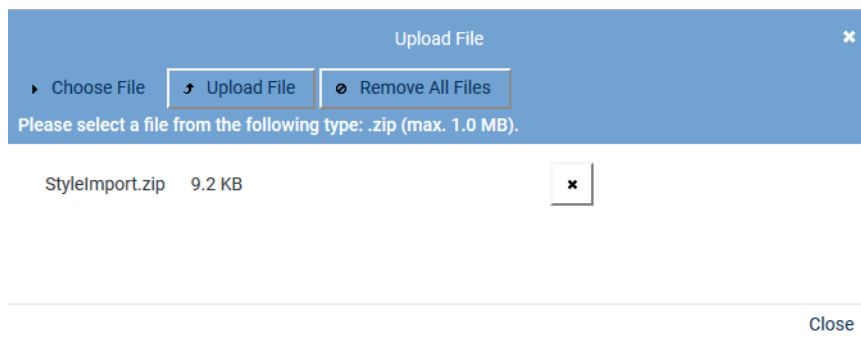 Upload File
Choose File Upload File Remove All Files
Please select a file from the following type: .zip (max. 1.0 MB).
StyleImport.zip 9.2 KB
Close